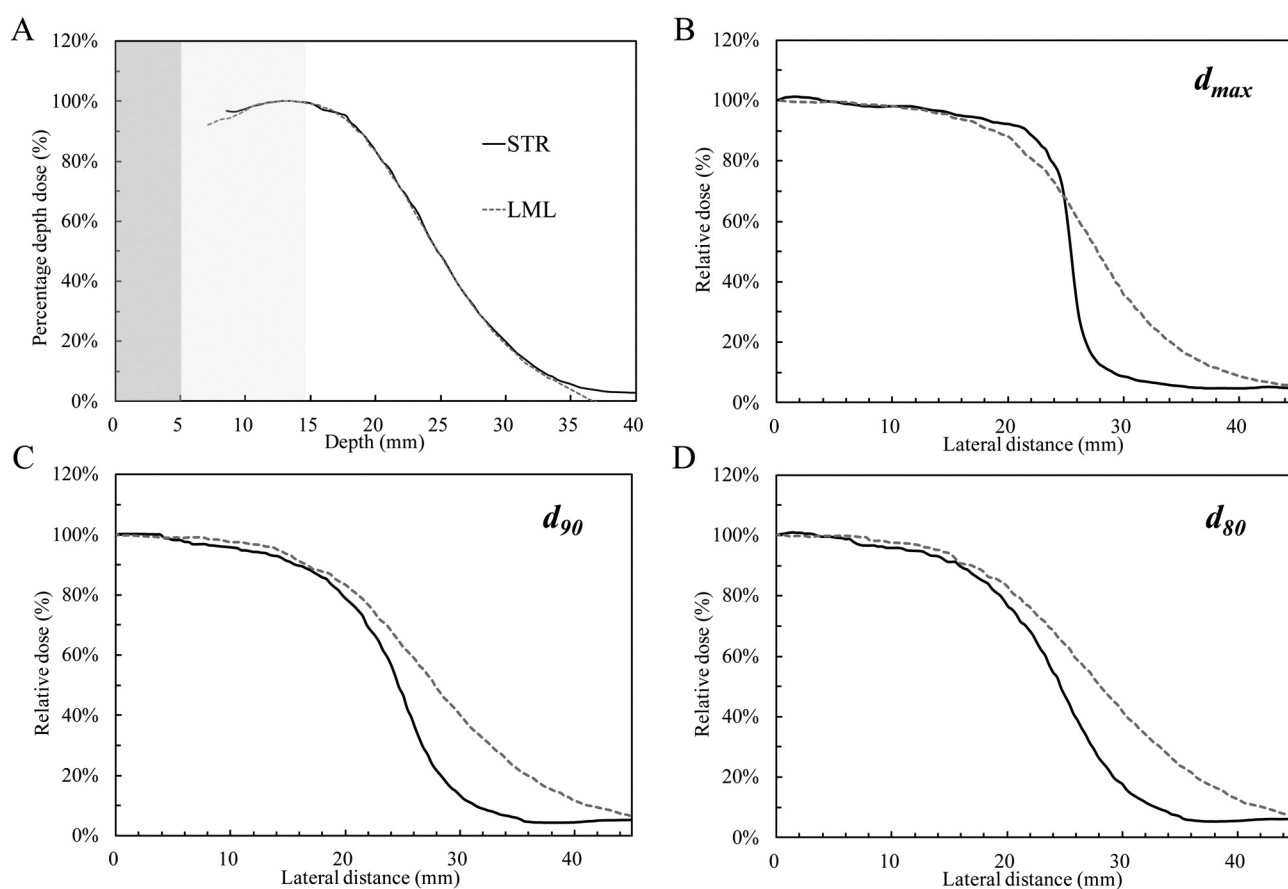 A
120%
100%
80%
60%
40%
20%
0%
Percentage depth dose (%)
STR
LML
0 5 10 15 20 25 30 35 40
Depth (mm)
B
120%
100%
80%
60%
40%
20%
0%
Relative dose (%)
dmax
0 10 20 30 40
Lateral distance (mm)
C
120%
100%
80%
60%
40%
20%
0%
Relative dose (%)
d90
0 10 20 30 40
Lateral distance (mm)
D
120%
100%
80%
60%
40%
20%
0%
Relative dose (%)
d80
0 10 20 30 40
Lateral distance (mm)